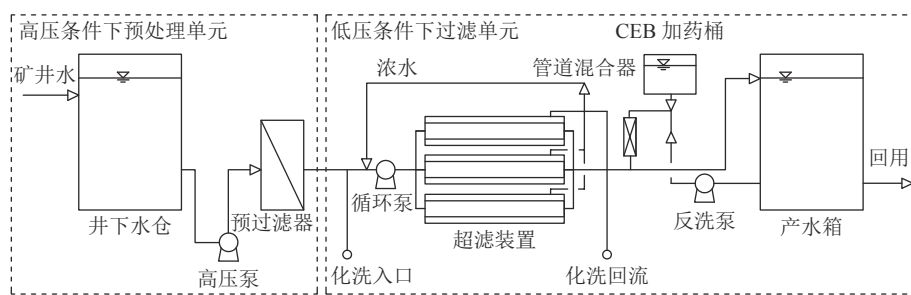 高压条件下预处理单元
低压条件下过滤单元
CEB 加药桶
矿井水
浓水
管道混合器
回用
循环泵
井下水仓
预过滤器
反洗泵
产水箱
超滤装置
高压泵
化洗入口
化洗回流